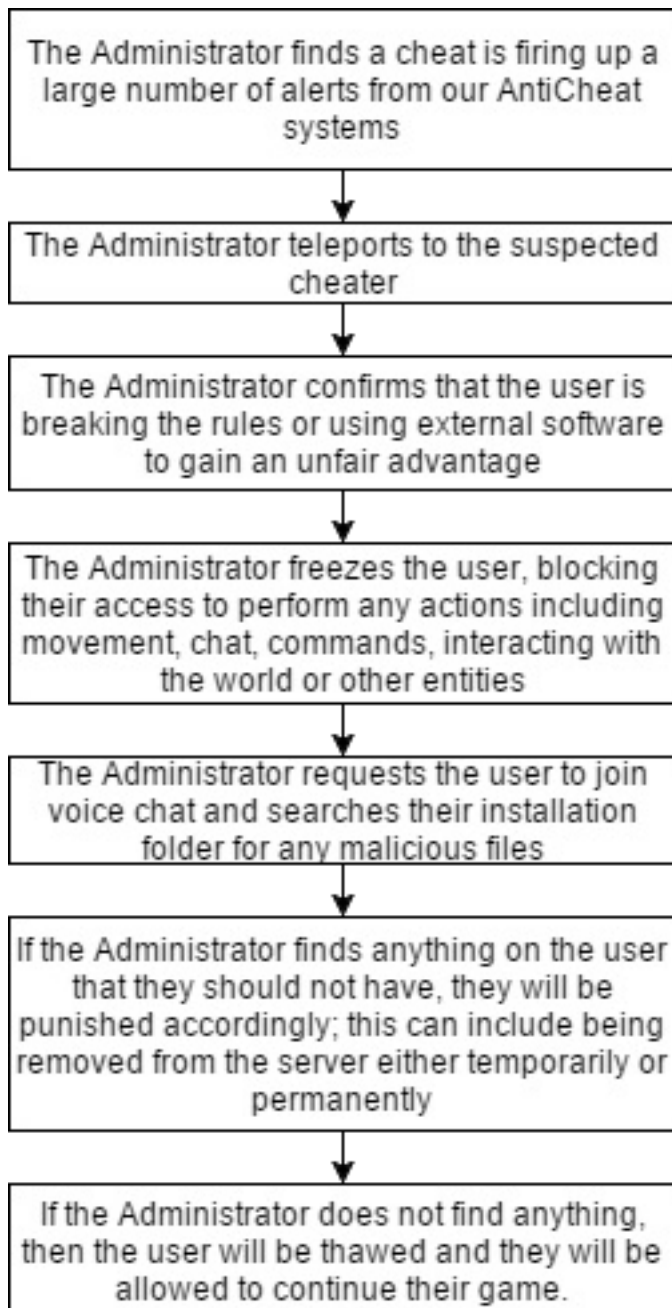 The Administrator finds a cheat is firing up a
large number of alerts from our AntiCheat
systems
The Administrator teleports to the suspected
cheater
The Administrator confirms that the user is
breaking the rules or using external software
to gain an unfair advantage
The Administrator freezes the user, blocking
their access to perform any actions including
movement, chat, commands, interacting with
the world or other entities
The Administrator requests the user to join
voice chat and searches their installation
folder for any malicious files
If the Administrator finds anything on the user
that they should not have, they will be
punished accordingly; this can include being
removed from the server either temporarily or
permanently
If the Administrator does not find anything,
then the user will be thawed and they will be
allowed to continue their game.